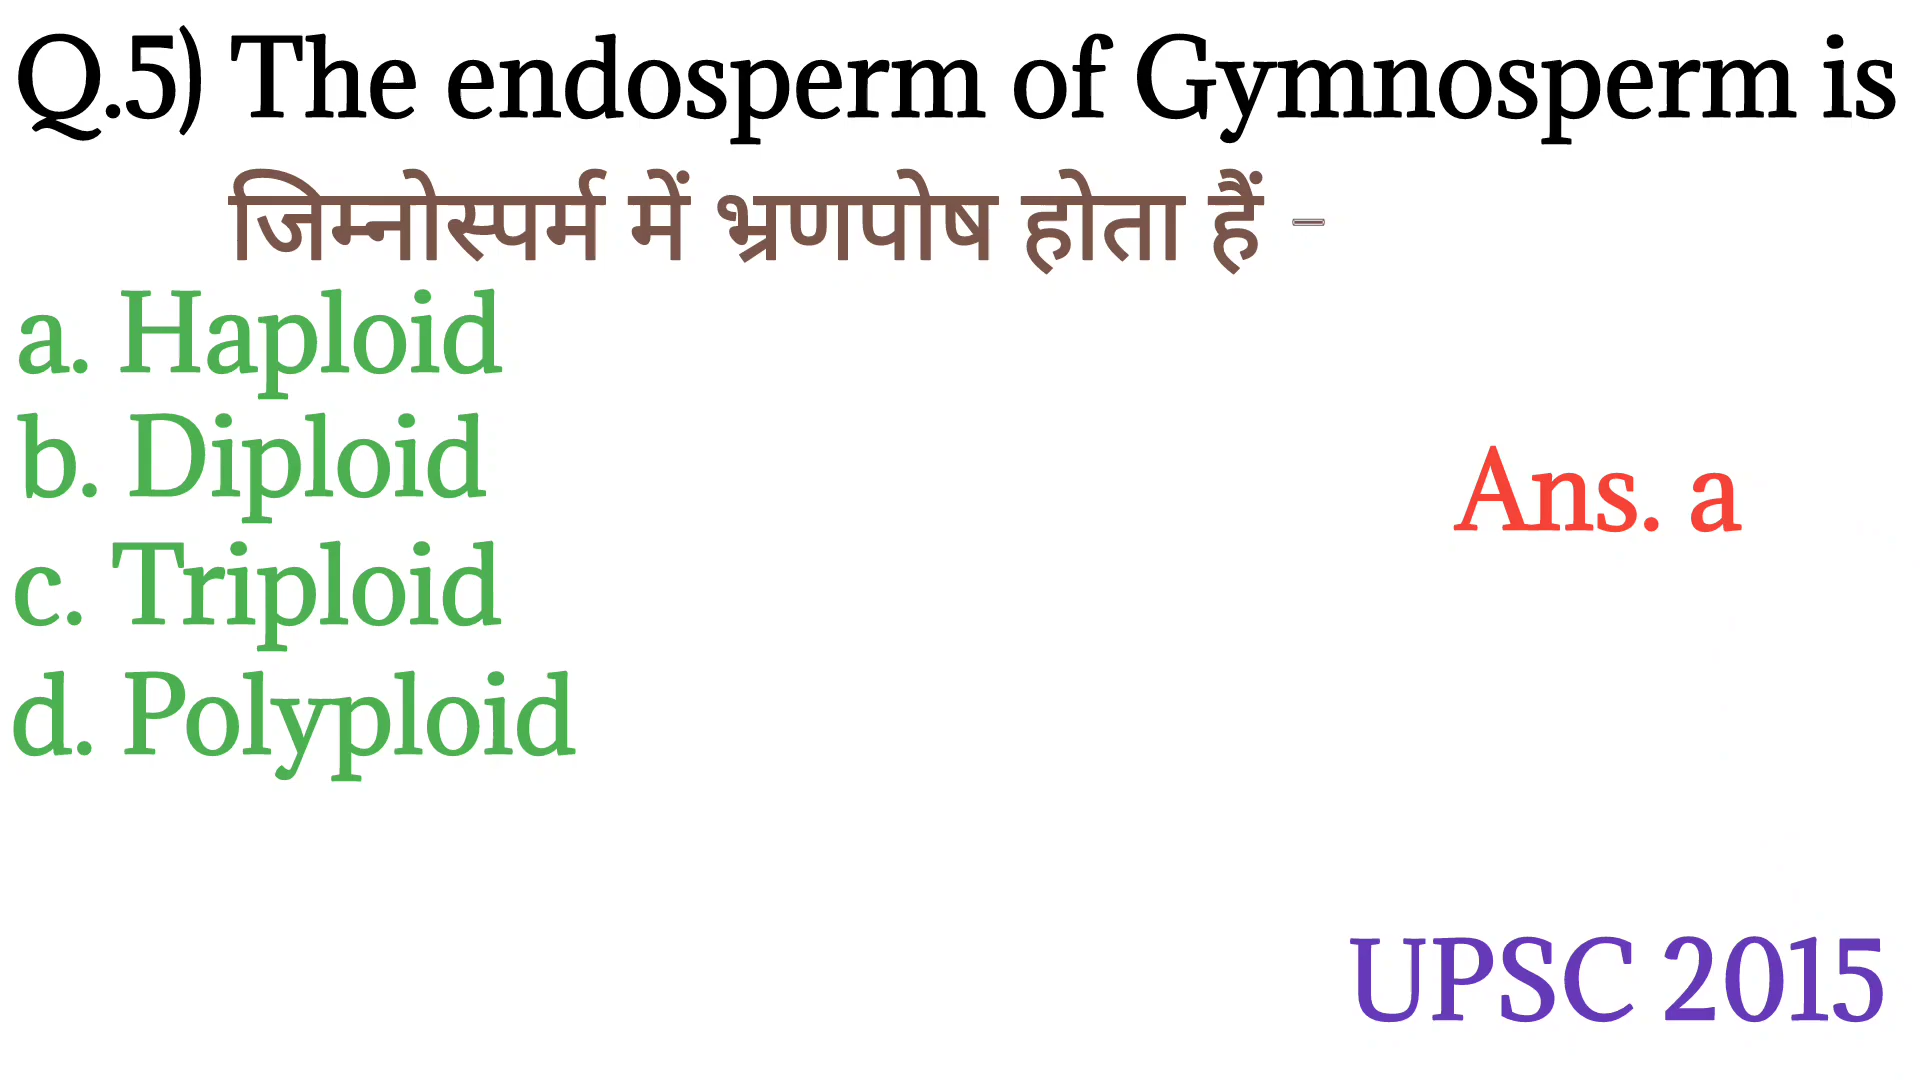 Q.5) The endosperm of Gymnosperm is
जिम्नोस्पर्म में भ्रणपोष होता हैं -
a. Haploid
b. Diploid
Ans. a
c. Triploid
d. Polyploid
UPSC 2015